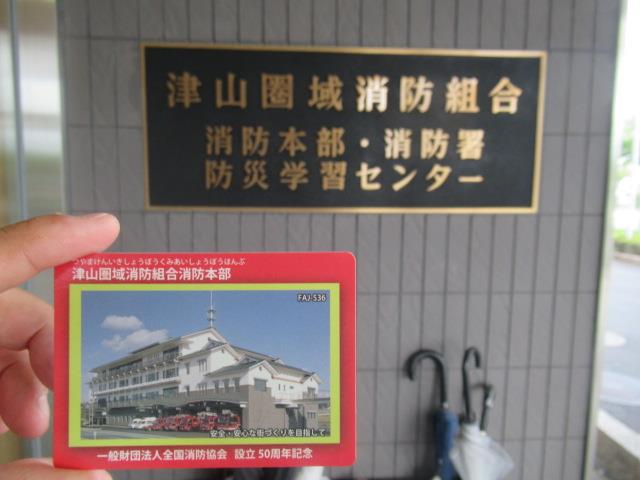 津山圏域消防組合
消防本部・消防署
防災学習センター
つやまけんいきしょうぼうくみあいしょうぼうほんぶ
津山圏域消防組合消防本部
FAJ-536
安全・安心な街づくりを目指して
一般財団法人全国消防協会 設立50周年記念